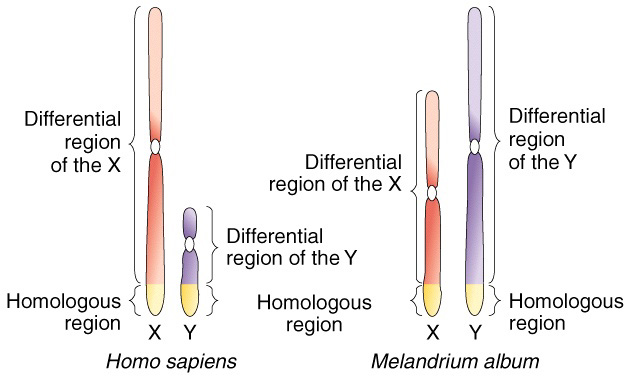 Differential
region
of the X
Differential
region of the Y
Homologous
region
X
Y
Homo sapiens
Differential
region of the X
Differential
region
of the Y
Homologous
region
Homologous
region
X
Y
Melandrium album